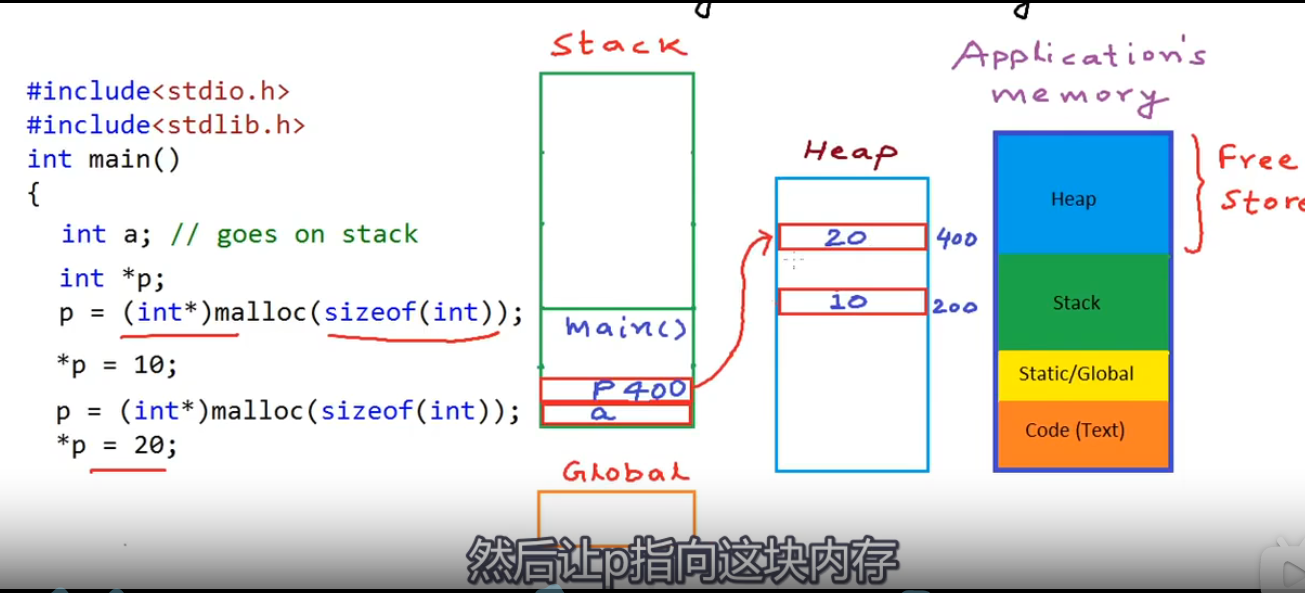 #include<stdio.h>
#include<stdlib.h>
int main()
{
int a; // goes on stack
int *p;
p = (int*)malloc(sizeof(int));
*p = 10;
p = (int*)malloc(sizeof(int));
*p = 20;
Stack
main()
P 400
a
Global
Heap
20 400
10 200
Application's
memory
Heap
Stack
Static/Global
Code (Text)
Free
然后让p指向这块内存